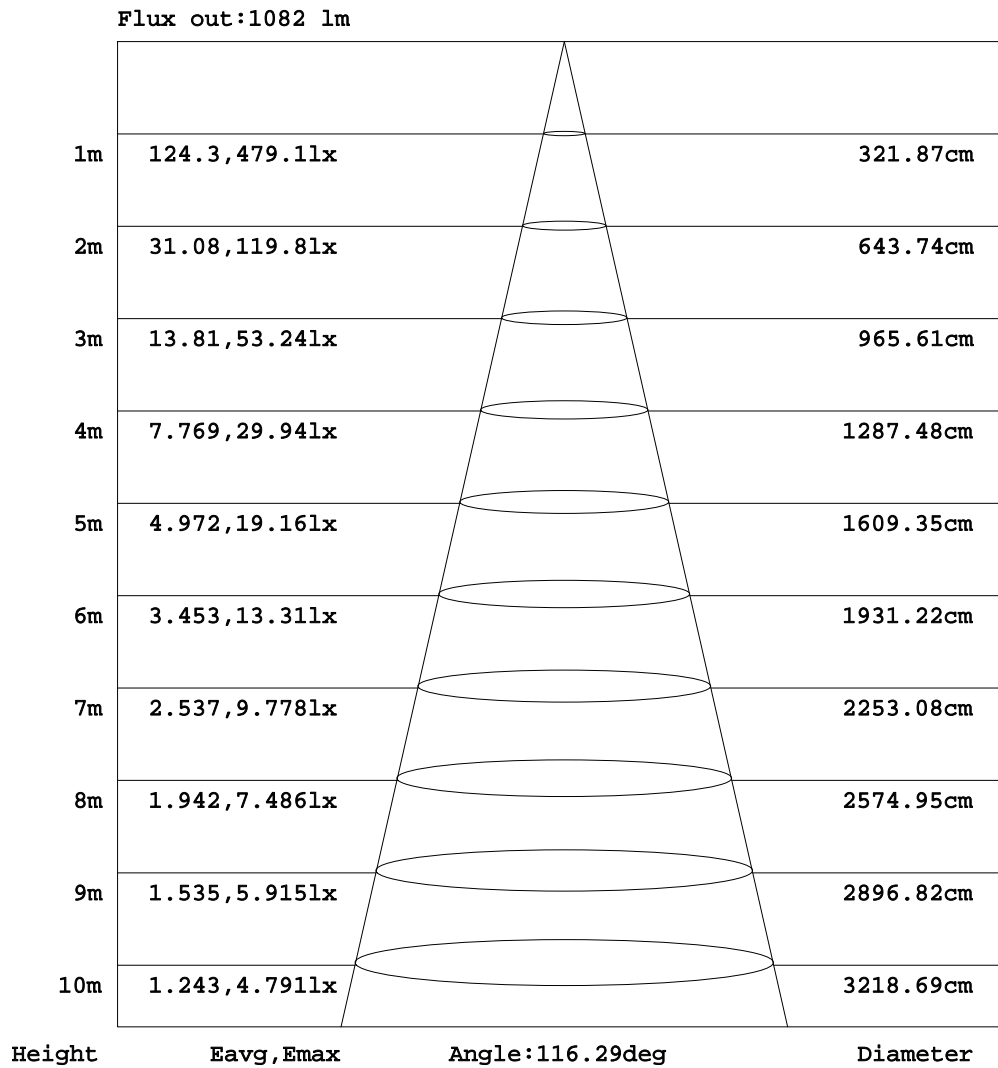 Flux out:1082 lm
1m 124.3,479.1lx 321.87cm
2m 31.08,119.8lx 643.74cm
3m 13.81,53.24lx 965.61cm
4m 7.769,29.94lx 1287.48cm
5m 4.972,19.16lx 1609.35cm
6m 3.453,13.31lx 1931.22cm
7m 2.537,9.778lx 2253.08cm
8m 1.942,7.486lx 2574.95cm
9m 1.535,5.915lx 2896.82cm
10m 1.243,4.791lx 3218.69cm
Height Eavg,Emax Angle:116.29deg Diameter